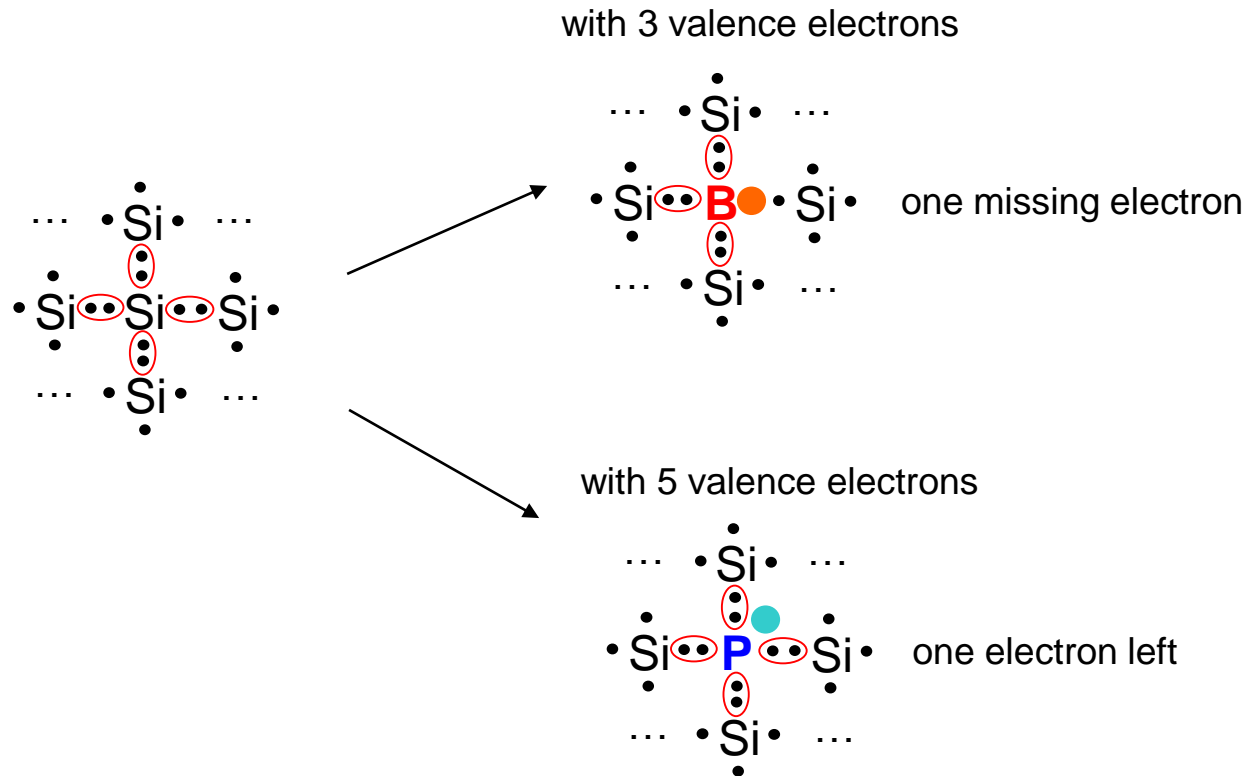 with 3 valence electrons
... Si ...
Si B Si one missing electron
... Si ...
... Si ...
Si Si Si
... Si ...
with 5 valence electrons
... Si ...
Si P Si one electron left
... Si ...